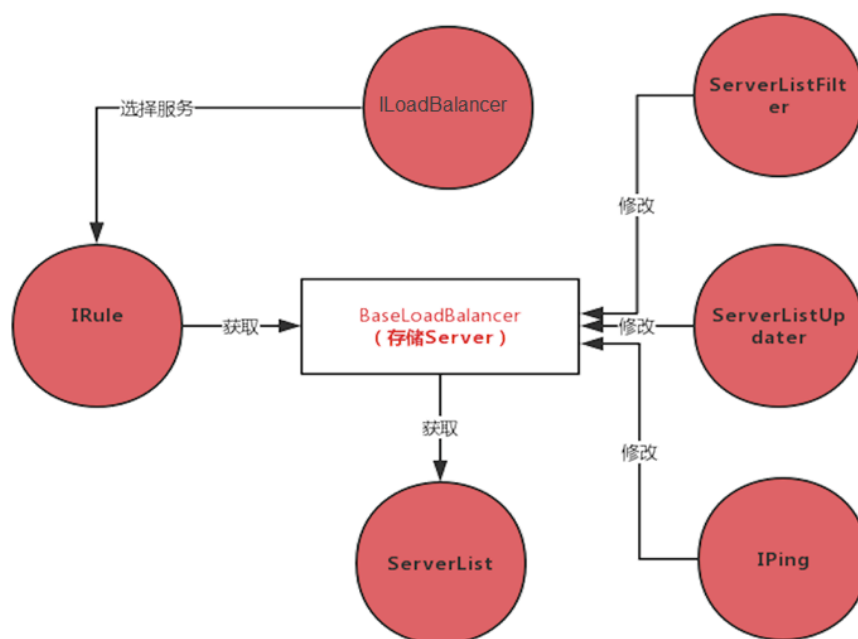 ILoadBalancer
选择服务
ServerListFilt
er
修改
IRule
获取
BaseLoadBalancer
(存储Server)
修改
ServerListUp
dater
获取
修改
ServerList
IPing